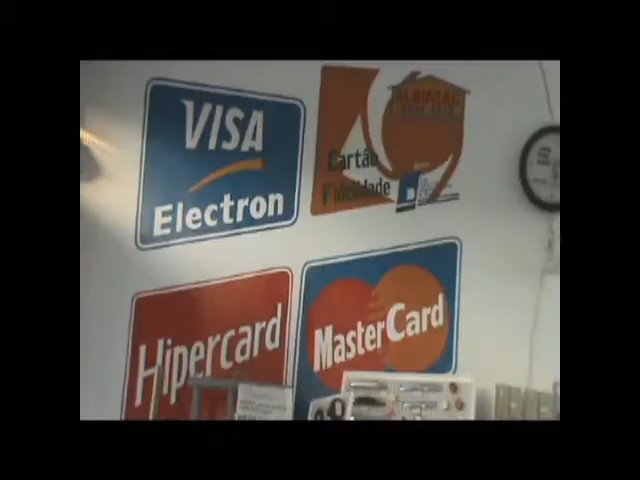 VISA
Electron
Cartão
Fidelidade
Hipercard
MasterCard